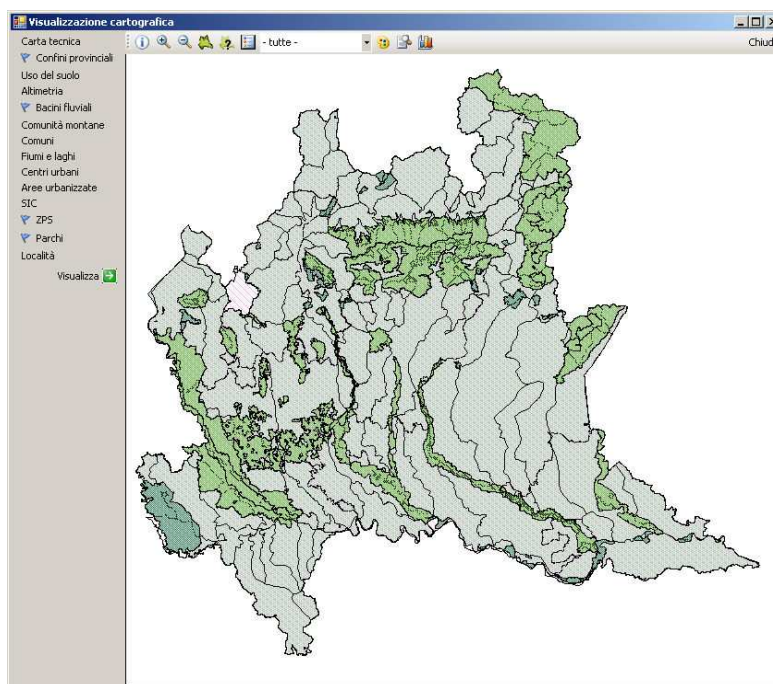 Visualizzazione cartografica
- tutte -
Chiud
Carta tecnica
Confini provinciali
Uso del suolo
Altimetria
Bacini fluviali
Comunità montane
Comuni
Fiumi e laghi
Centri urbani
Aree urbanizzate
SIC
ZPS
Parchi
Località
Visualizza